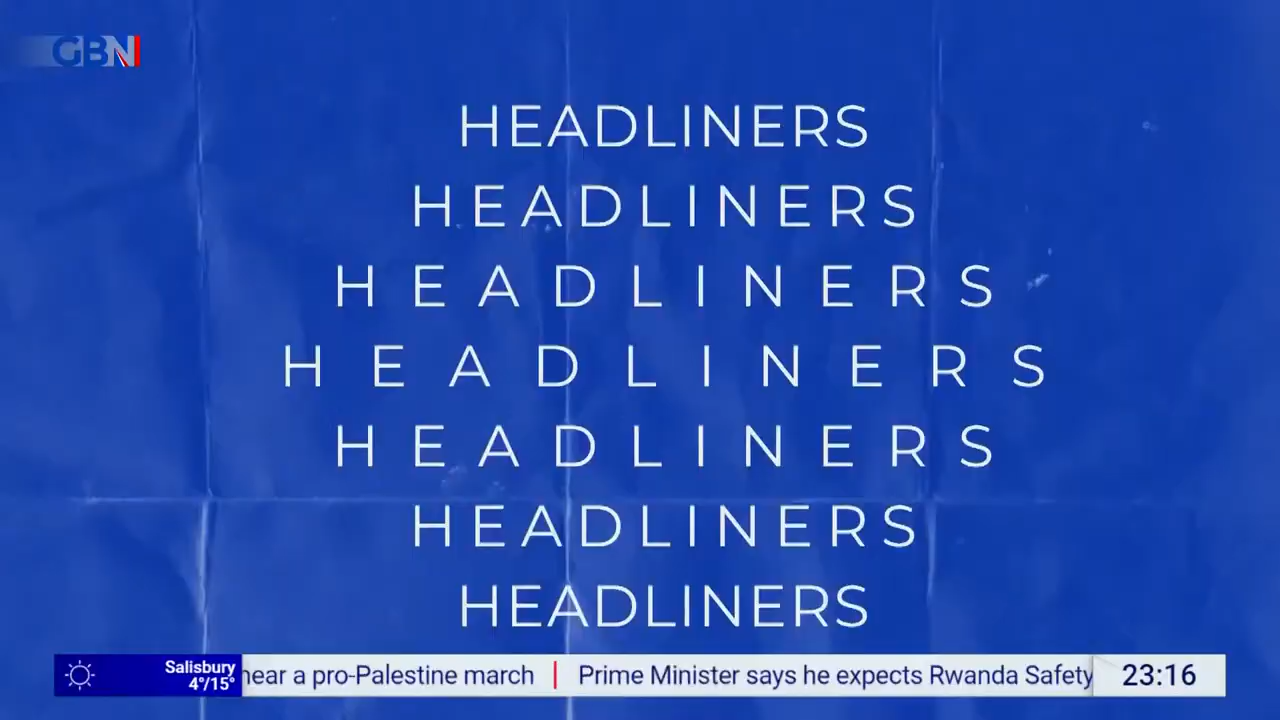 GBN
HEADLINERS
HEADLINERS
HEADLINERS
HEADLINERS
HEADLINERS
HEADLINERS
HEADLINERS
Salisbury
4°/15°
near a pro-Palestine march | Prime Minister says he expects Rwanda Safety
23:16